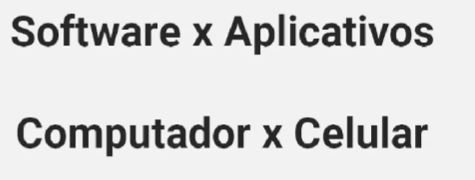 Software x Aplicativos
Computador x Celular